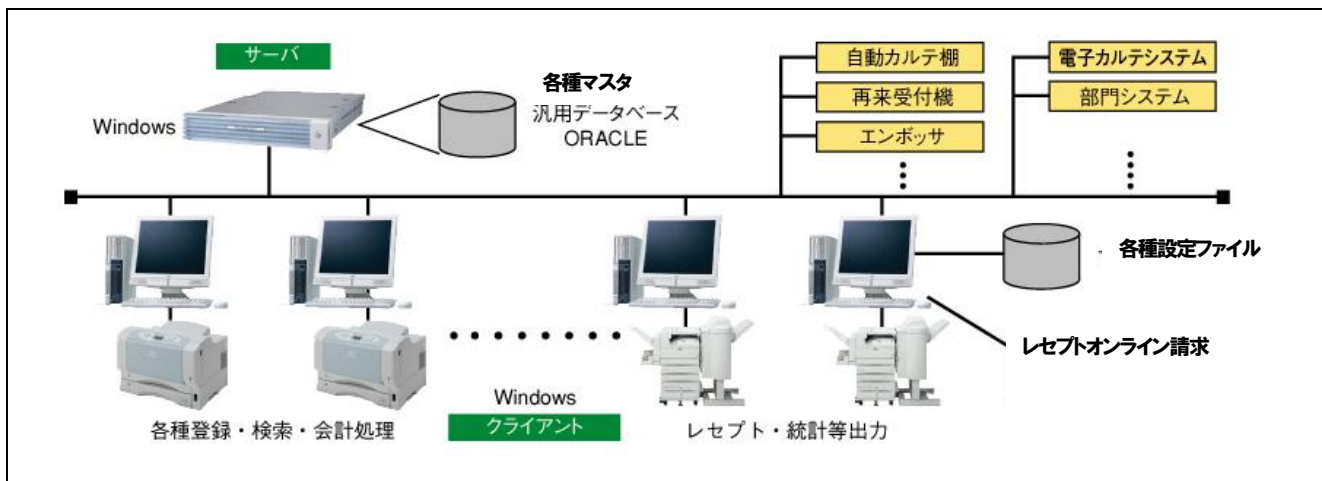 サーバ
Windows
各種マスタ
汎用データベース
ORACLE
自動カルテ棚
再来受付機
エンボッサ
電子カルテシステム
部門システム
各種設定ファイル
レセプトオンライン請求
各種登録・検索・会計処理
Windows
クライアント
レセプト・統計等出力